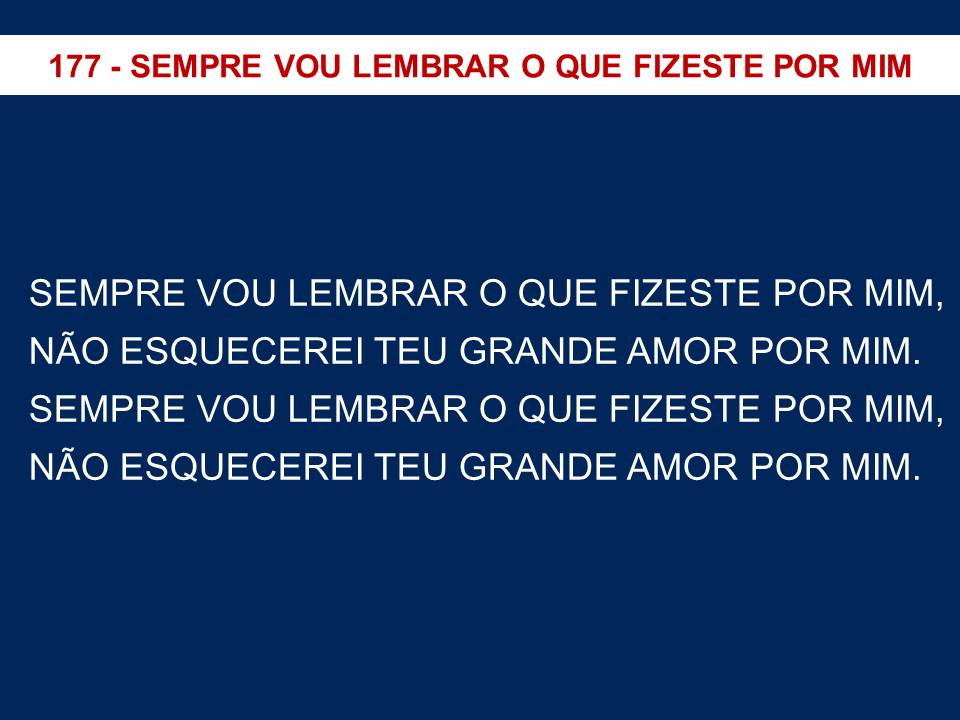 177 - SEMPRE VOU LEMBRAR O QUE FIZESTE POR MIM
SEMPRE VOU LEMBRAR O QUE FIZESTE POR MIM,
NÃO ESQUECEREI TEU GRANDE AMOR POR MIM.
SEMPRE VOU LEMBRAR O QUE FIZESTE POR MIM,
NÃO ESQUECEREI TEU GRANDE AMOR POR MIM.